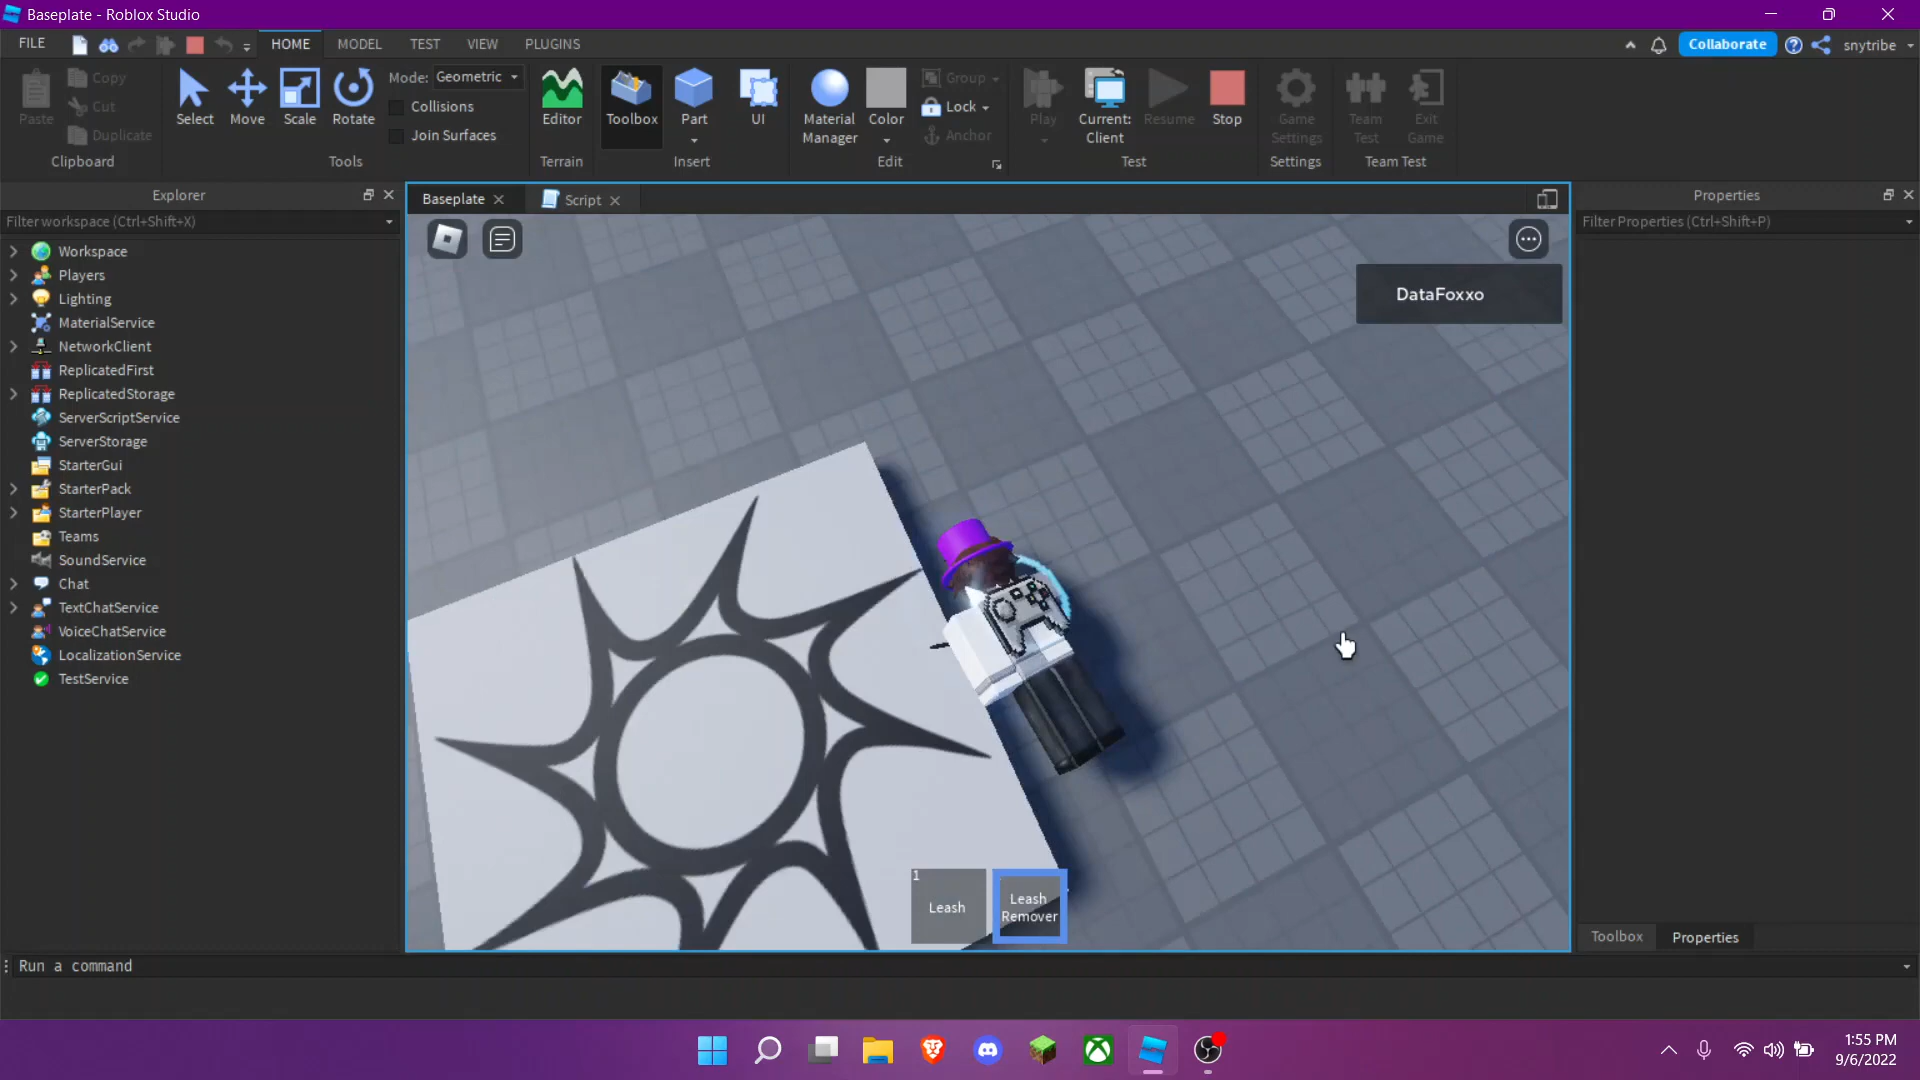 Baseplate - Roblox Studio
FILE
HOME
MODEL
TEST
VIEW
PLUGINS
Collaborate
snytribe
Paste
Copy
Cut
Duplicate
Clipboard
Select
Move
Scale
Rotate
Mode: Geometric
Collisions
Join Surfaces
Tools
Editor
Terrain
Toolbox
Part
UI
Insert
Material
Manager
Color
Group
Lock
Anchor
Edit
Play
Current:
Client
Resume
Stop
Test
Game
Settings
Settings
Team
Test
Exit
Game
Team Test
Explorer
Filter workspace (Ctrl+Shift+X)
Workspace
Players
Lighting
MaterialService
NetworkClient
ReplicatedFirst
ReplicatedStorage
ServerScriptService
ServerStorage
StarterGui
StarterPack
StarterPlayer
Teams
SoundService
Chat
TextChatService
VoiceChatService
LocalizationService
TestService
Baseplate
Script
DataFoxxo
1
Leash
Leash
Remover
Properties
Filter Properties (Ctrl+Shift+P)
Toolbox
Properties
Run a command
1:55 PM
9/6/2022